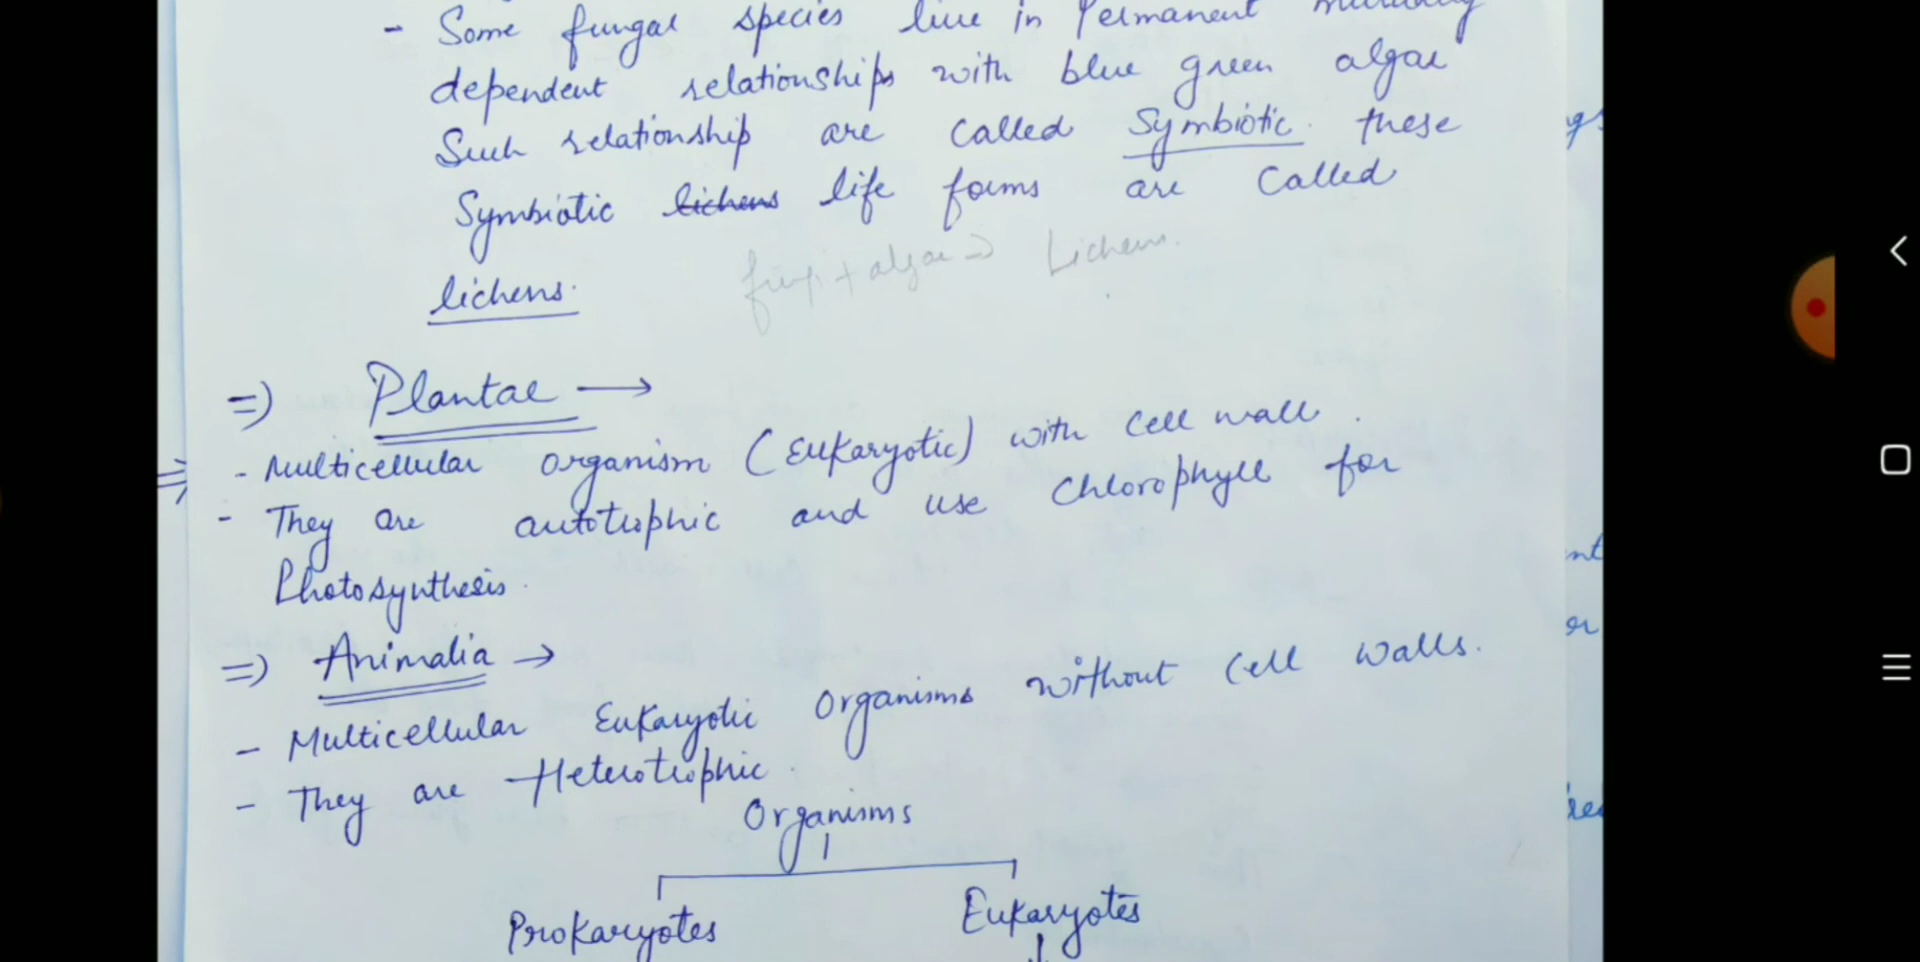 - Some fungal species live in Permanent mutually
dependent relationships with blue green algae
Such relationship are called Symbiotic. these
Symbiotic lichens life forms are called
lichens.
fungi + algae => Lichens.
=) Plantae →
- Multicellular organism (Eukaryotic) with cell wall.
- They are autotrophic and use Chlorophyll for
Photosynthesis.
=) Animalia →
- Multicellular Eukaryotic Organisms without Cell walls.
- They are Heterotrophic.
Organisms
Prokaryotes Eukaryotes